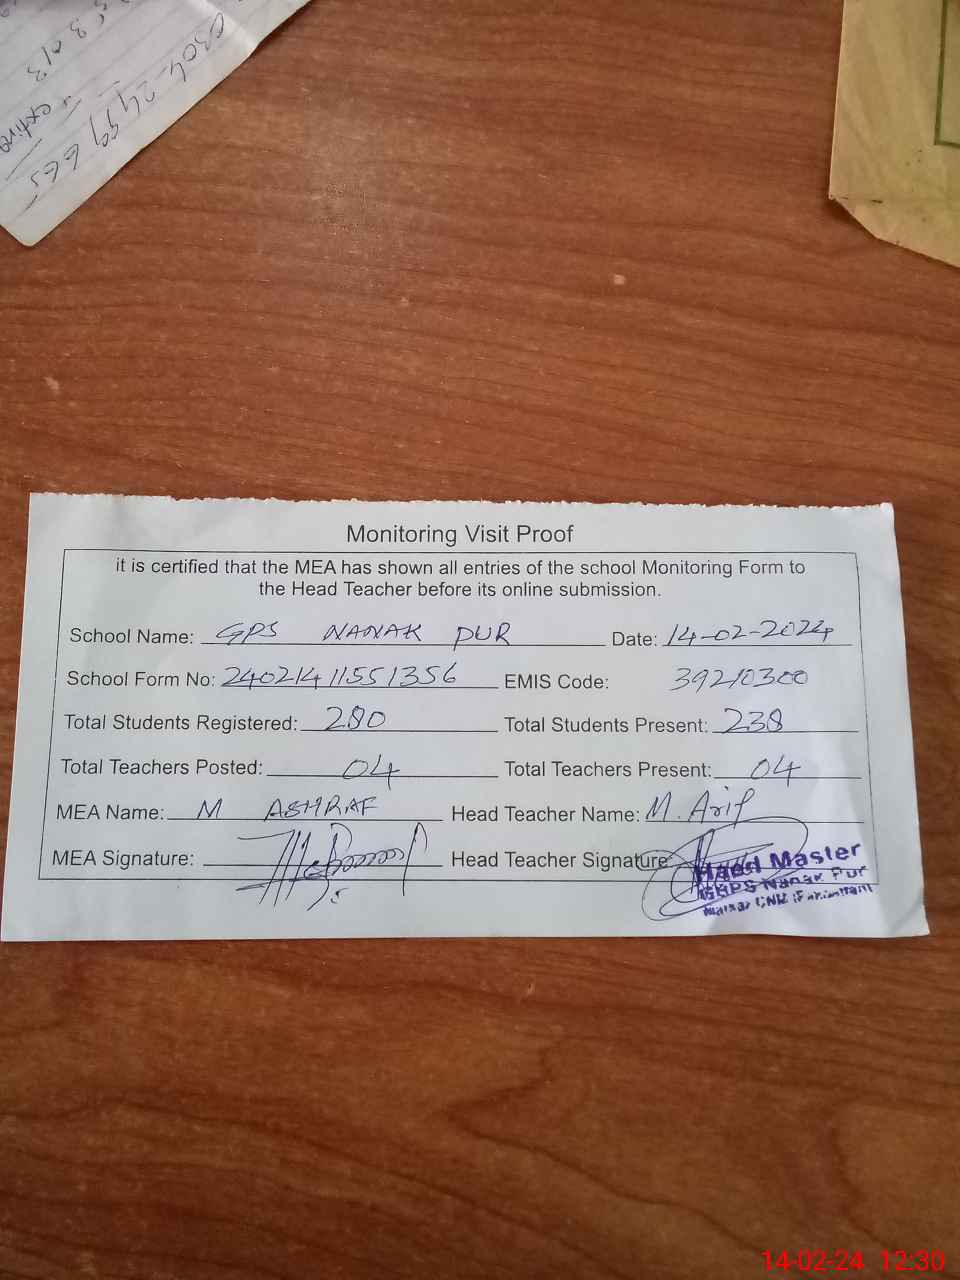 0304-2499665
Monitoring Visit Proof
it is certified that the MEA has shown all entries of the school Monitoring Form to
the Head Teacher before its online submission.
School Name: GPS NANAK PUR Date: 14-02-2024
School Form No: 24021411551356 EMIS Code: 39210300
Total Students Registered: 280 Total Students Present: 238
Total Teachers Posted: 04 Total Teachers Present: 04
MEA Name: M ASHRAF Head Teacher Name: M. Arif
MEA Signature: Head Teacher Signature
Head Master
Nanak Pur
14-02-24 12:30